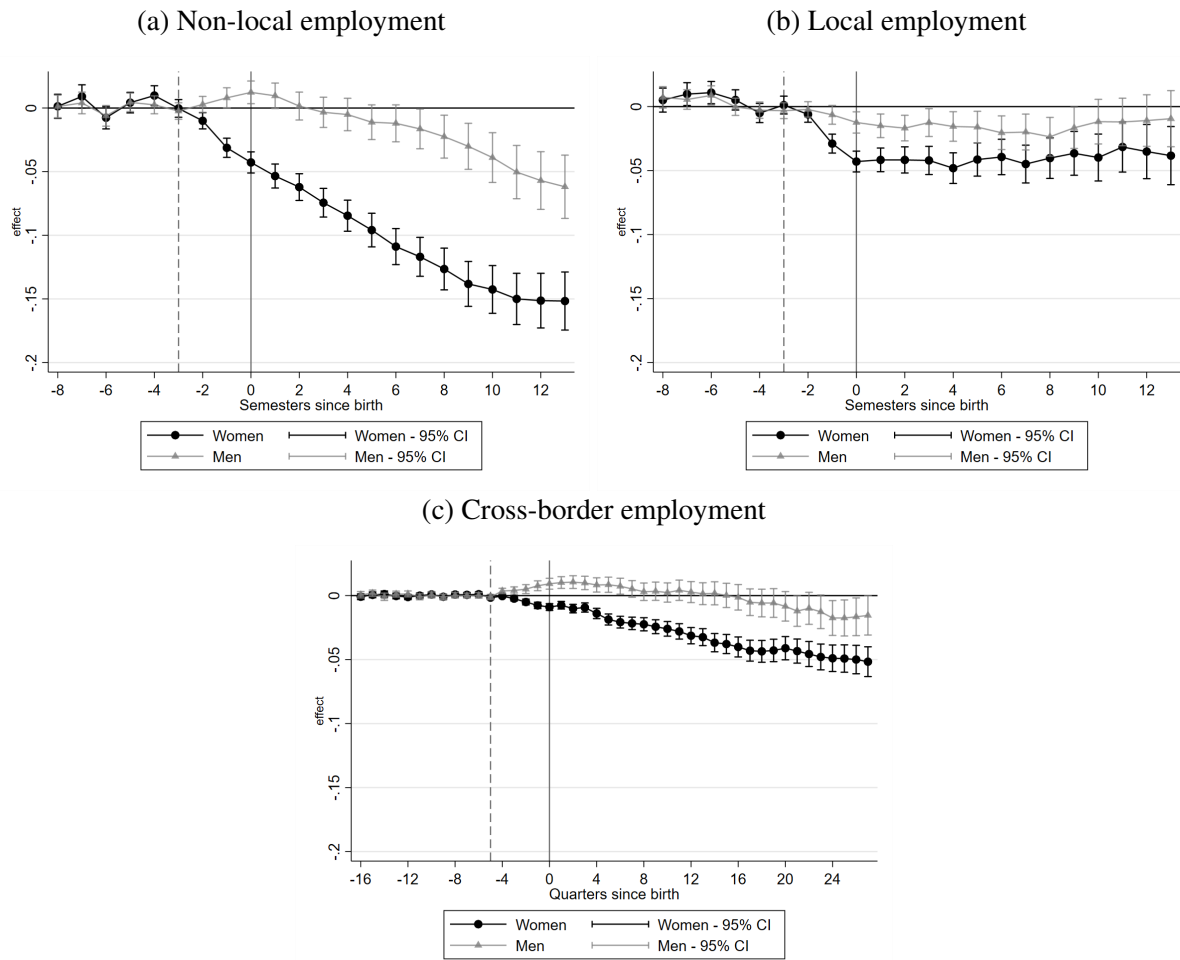 (a) Non-local employment
0
-.05
-.1
-.15
-.2
effect
-8 -6 -4 -2 0 2 4 6 8 10 12
Semesters since birth
Women Women - 95% CI
Men Men - 95% CI
(b) Local employment
0
-.05
-.1
-.15
-.2
effect
-8 -6 -4 -2 0 2 4 6 8 10 12
Semesters since birth
Women Women - 95% CI
Men Men - 95% CI
(c) Cross-border employment
0
-.05
-.1
-.15
-.2
effect
-16 -12 -8 -4 0 4 8 12 16 20 24
Quarters since birth
Women Women - 95% CI
Men Men - 95% CI